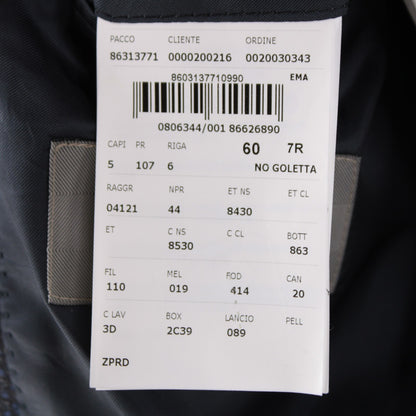 PACCO CLIENTE ORDINE
86313771 0000200216 0020030343
8603137710990 EMA
0806344/001 86626890
CAPI PR RIGA 60 7R
5 107 6 NO GOLETTA
RAGGR NPR ET NS ET CL
04121 44 8430
ET C NS C CL BOTT
8530 863
FIL MEL FOD CAN
110 019 414 20
C LAV BOX LANCIO PELL
3D 2C39 089
ZPRD